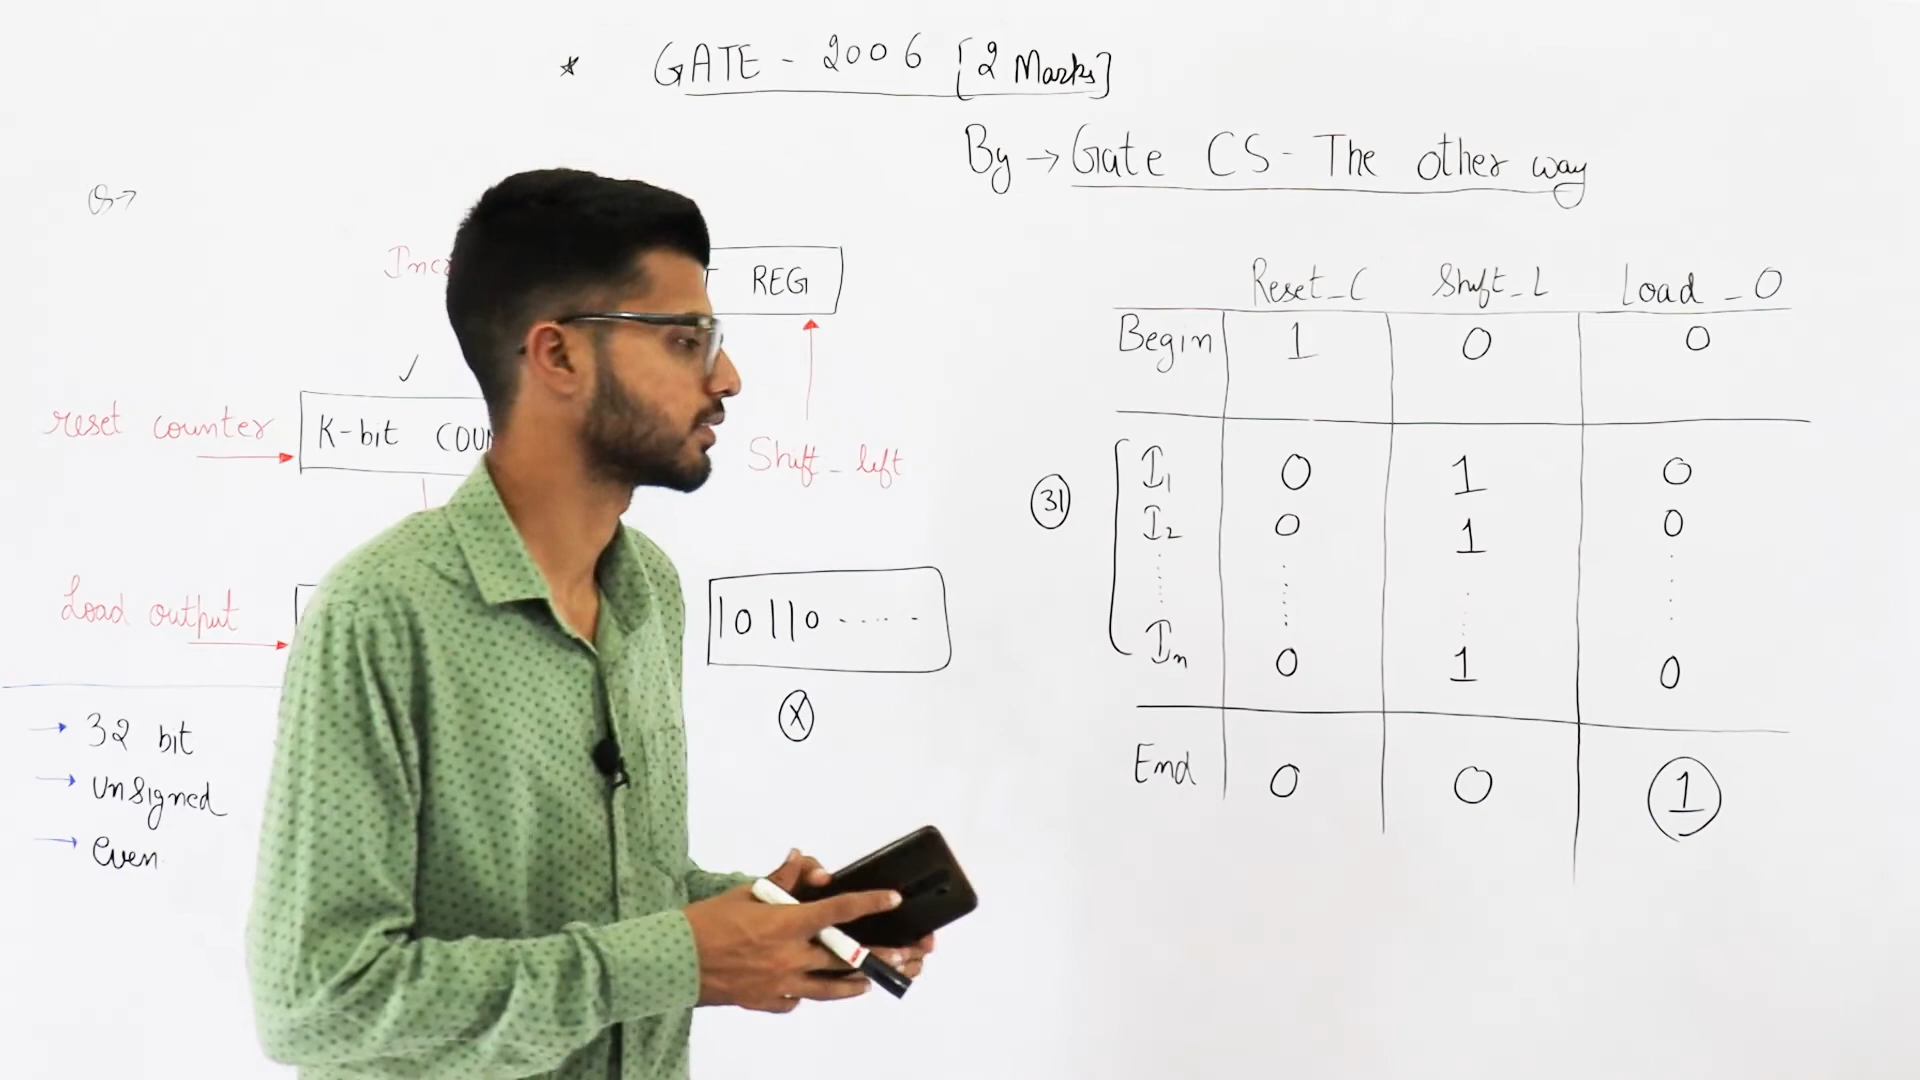 * GATE - 2006 [2 Marks]
By → Gate CS - The other way
Q→
REG
reset counter
K-bit
Shift_left
Load output
10110.....
X
→ 32 bit
→ unsigned
→ even
Reset_C Shift_L Load_O
Begin 1 0 0
31
I1 0 1 0
I2 0 1 0
In 0 1 0
End 0 0 1